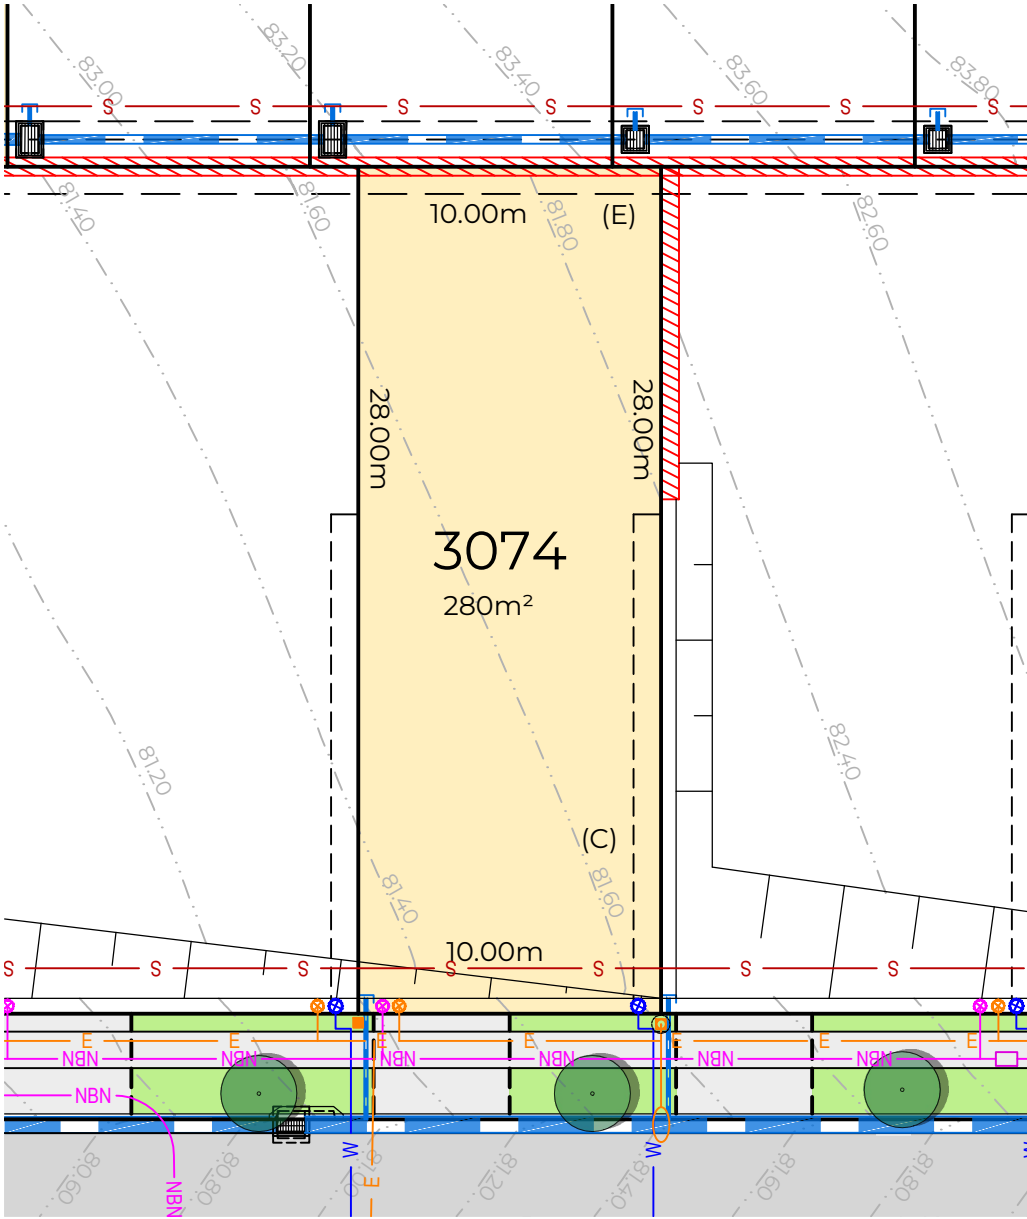 83.00
83.20
83.40
83.60
83.80
S S S S S S S
81.40
81.60
10.00m
81.80
(E)
82.60
28.00m
28.00m
3074
280m²
81.20
82.40
(C)
81.40
81.60
10.00m
S S S S S S S
E E E E E E E
NBN NBN NBN NBN NBN NBN
NBN
W W W
80.60
80.80
81.00
E
81.20
81.40
81.60
81.80
NBN